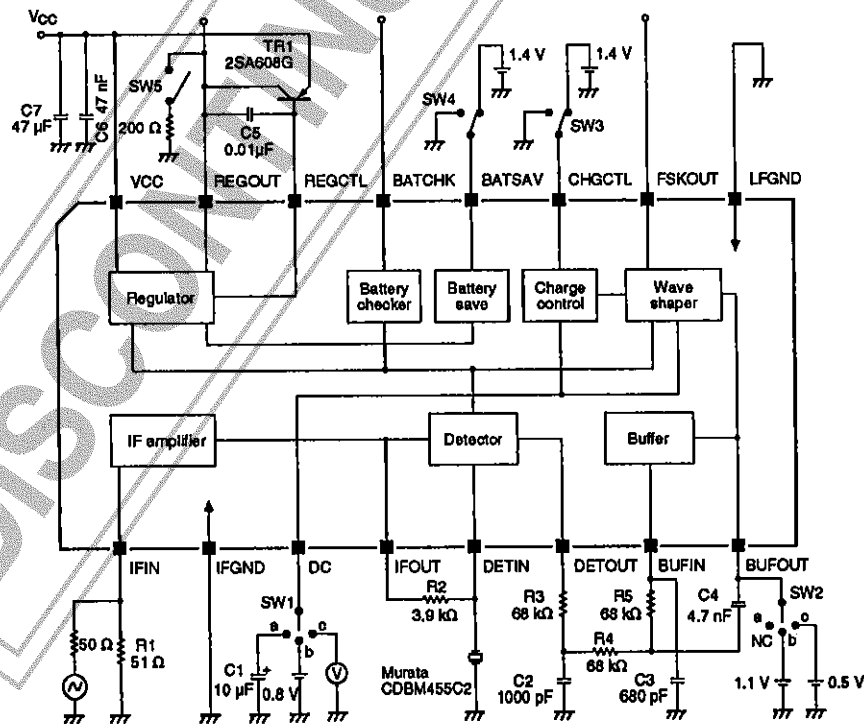 DISCONTINU
Vcc
TR1
2SA608G
1.4 V
1.4 V
SW5
SW4
SW3
C7
47 µF
C6 47 nF
200 Ω
C5
0.01µF
VCC
REGOUT
REGCTL
BATCHK
BATSAV
CHGCTL
FSKOUT
LFGND
Regulator
Battery checker
Battery save
Charge control
Wave shaper
IF amplifier
Detector
Buffer
IFIN
IFGND
DC
IFOUT
DETIN
DETOUT
BUFIN
BUFOUT
50 Ω
R1
51 Ω
SW1
a
b
c
C1
10 µF
+
0.8 V
V
R2
3.9 kΩ
Murata
CDBM455C2
R3
68 kΩ
R4
68 kΩ
R5
68 kΩ
C2
1000 pF
C3
680 pF
C4
4.7 nF
SW2
a
NC
b
c
1.1 V
0.5 V